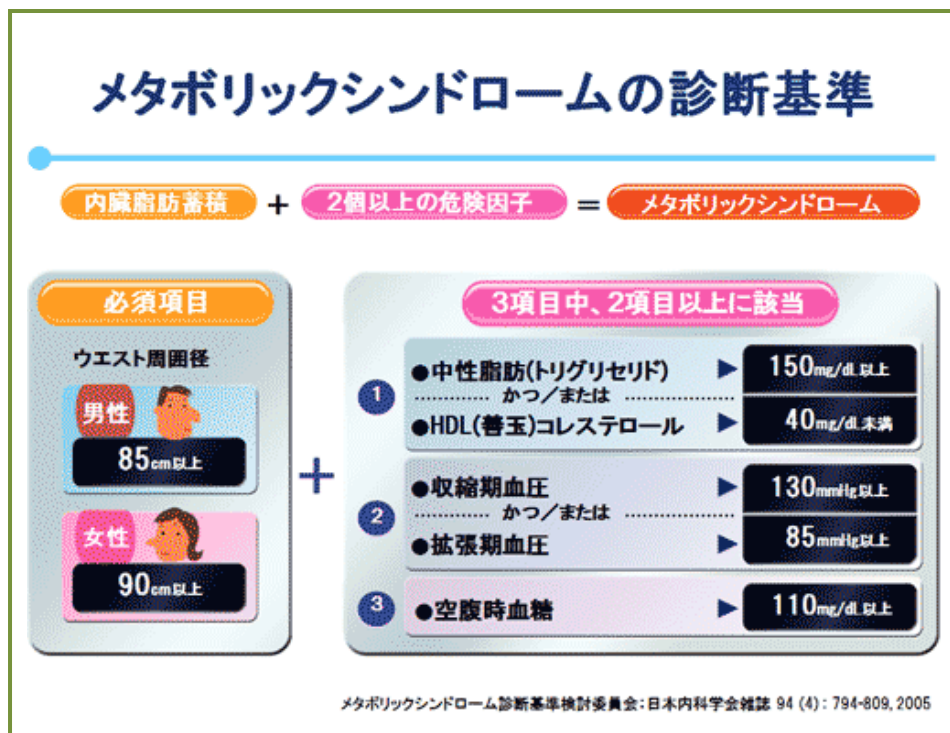 メタボリックシンドロームの診断基準
内臓脂肪蓄積 + 2個以上の危険因子 = メタボリックシンドローム
必須項目
ウエスト周囲径
男性
85cm以上
女性
90cm以上
+
3項目中、2項目以上に該当
1
●中性脂肪(トリグリセリド) ▶ 150mg/dL以上
かつ/または
●HDL(善玉)コレステロール ▶ 40mg/dL未満
2
●収縮期血圧 ▶ 130mmHg以上
かつ/または
●拡張期血圧 ▶ 85mmHg以上
3
●空腹時血糖 ▶ 110mg/dL以上
メタボリックシンドローム診断基準検討委員会:日本内科学会雑誌 94 (4): 794-809, 2005